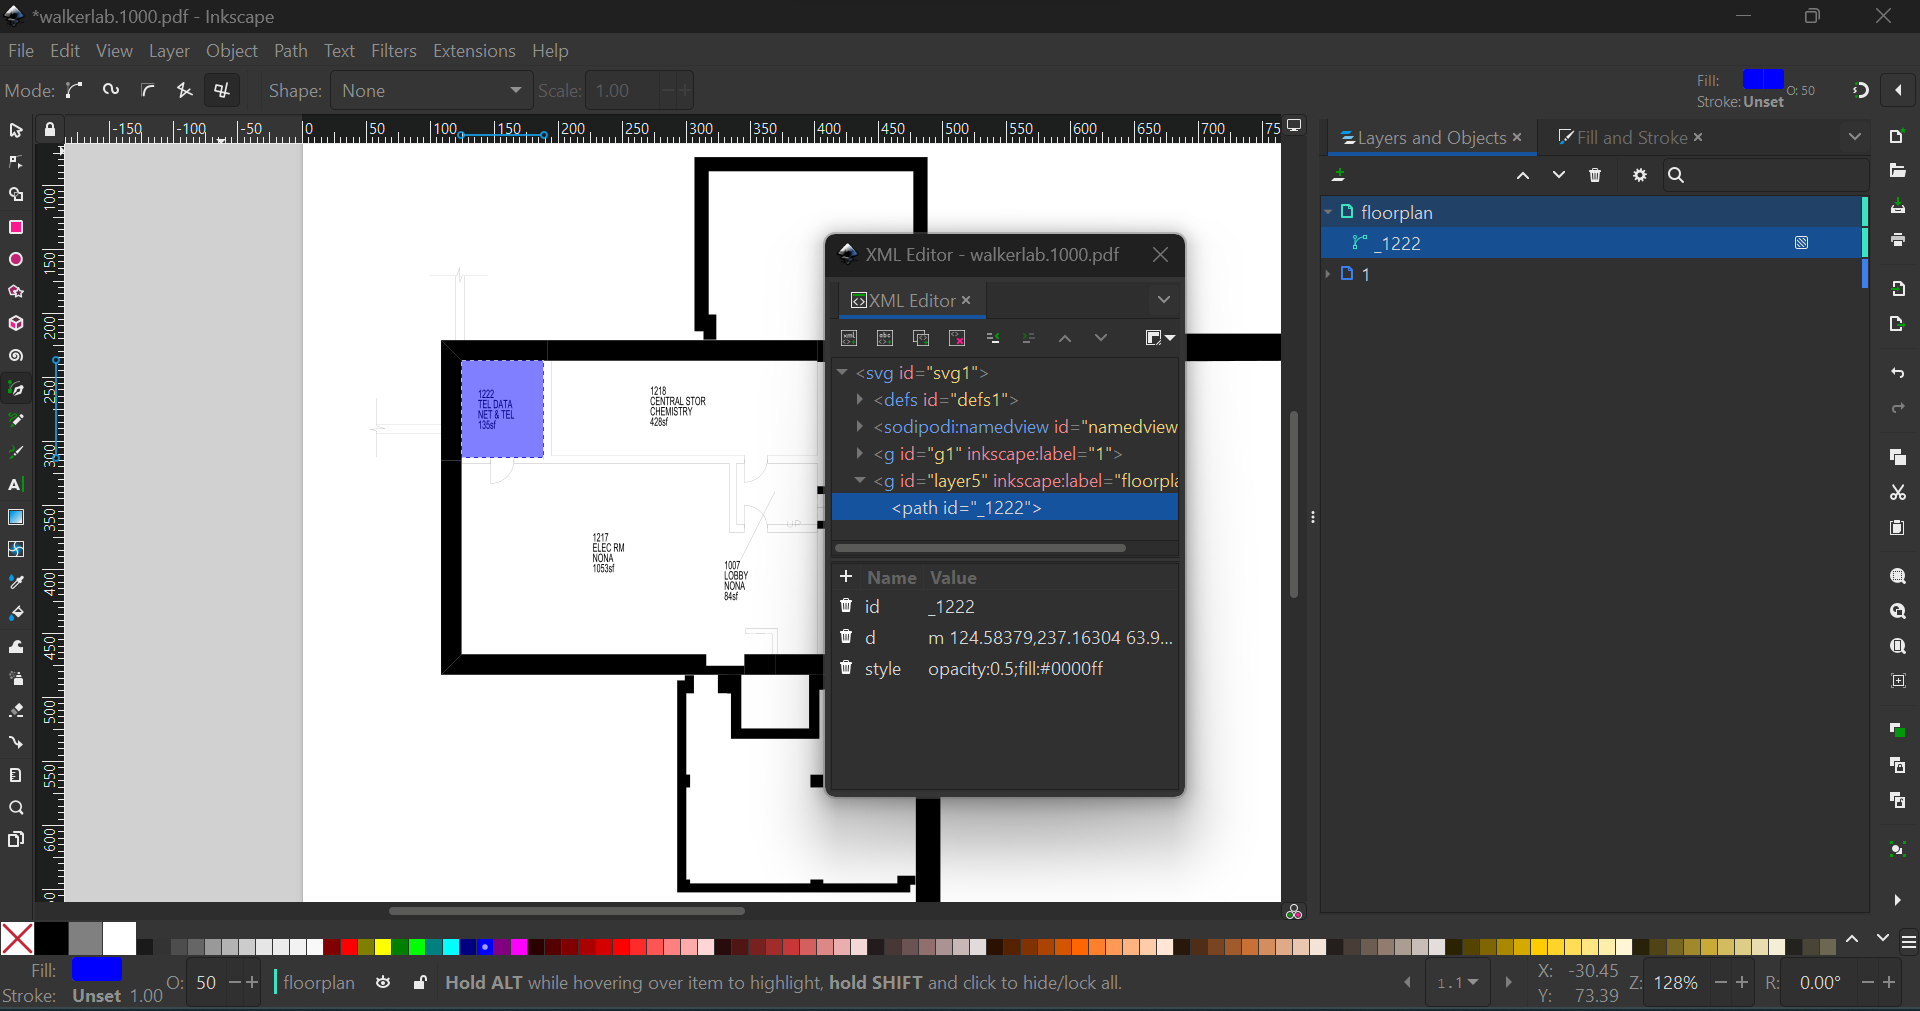 *walkerlab.1000.pdf - Inkscape
File Edit View Layer Object Path Text Filters Extensions Help
Mode: Shape: None Scale: 1.00
Fill: O: 50
Stroke: Unset
-150 -100 -50 0 50 100 150 200 250 300 350 400 450 500 550 600 650 700 75
100
150
200
250
300
350
400
450
500
550
600
Layers and Objects
Fill and Stroke
floorplan
_1222
1
1222
TEL DATA
NET & TEL
135sf
1218
CENTRAL STOR
CHEMISTRY
428sf
1217
ELEC RM
NONA
1053sf
1007
LOBBY
NONA
84sf
UP
XML Editor - walkerlab.1000.pdf
XML Editor
<svg id="svg1">
<defs id="defs1">
<sodipodi:namedview id="namedview
<g id="g1" inkscape:label="1">
<g id="layer5" inkscape:label="floorpla
<path id="_1222">
Name Value
id _1222
d m 124.58379,237.16304 63.9...
style opacity:0.5;fill:#0000ff
Fill: O: 50 floorplan Hold ALT while hovering over item to highlight, hold SHIFT and click to hide/lock all. 1.1 X: -30.45 Z: 128% R: 0.00°
Stroke: Unset 1.00 Y: 73.39